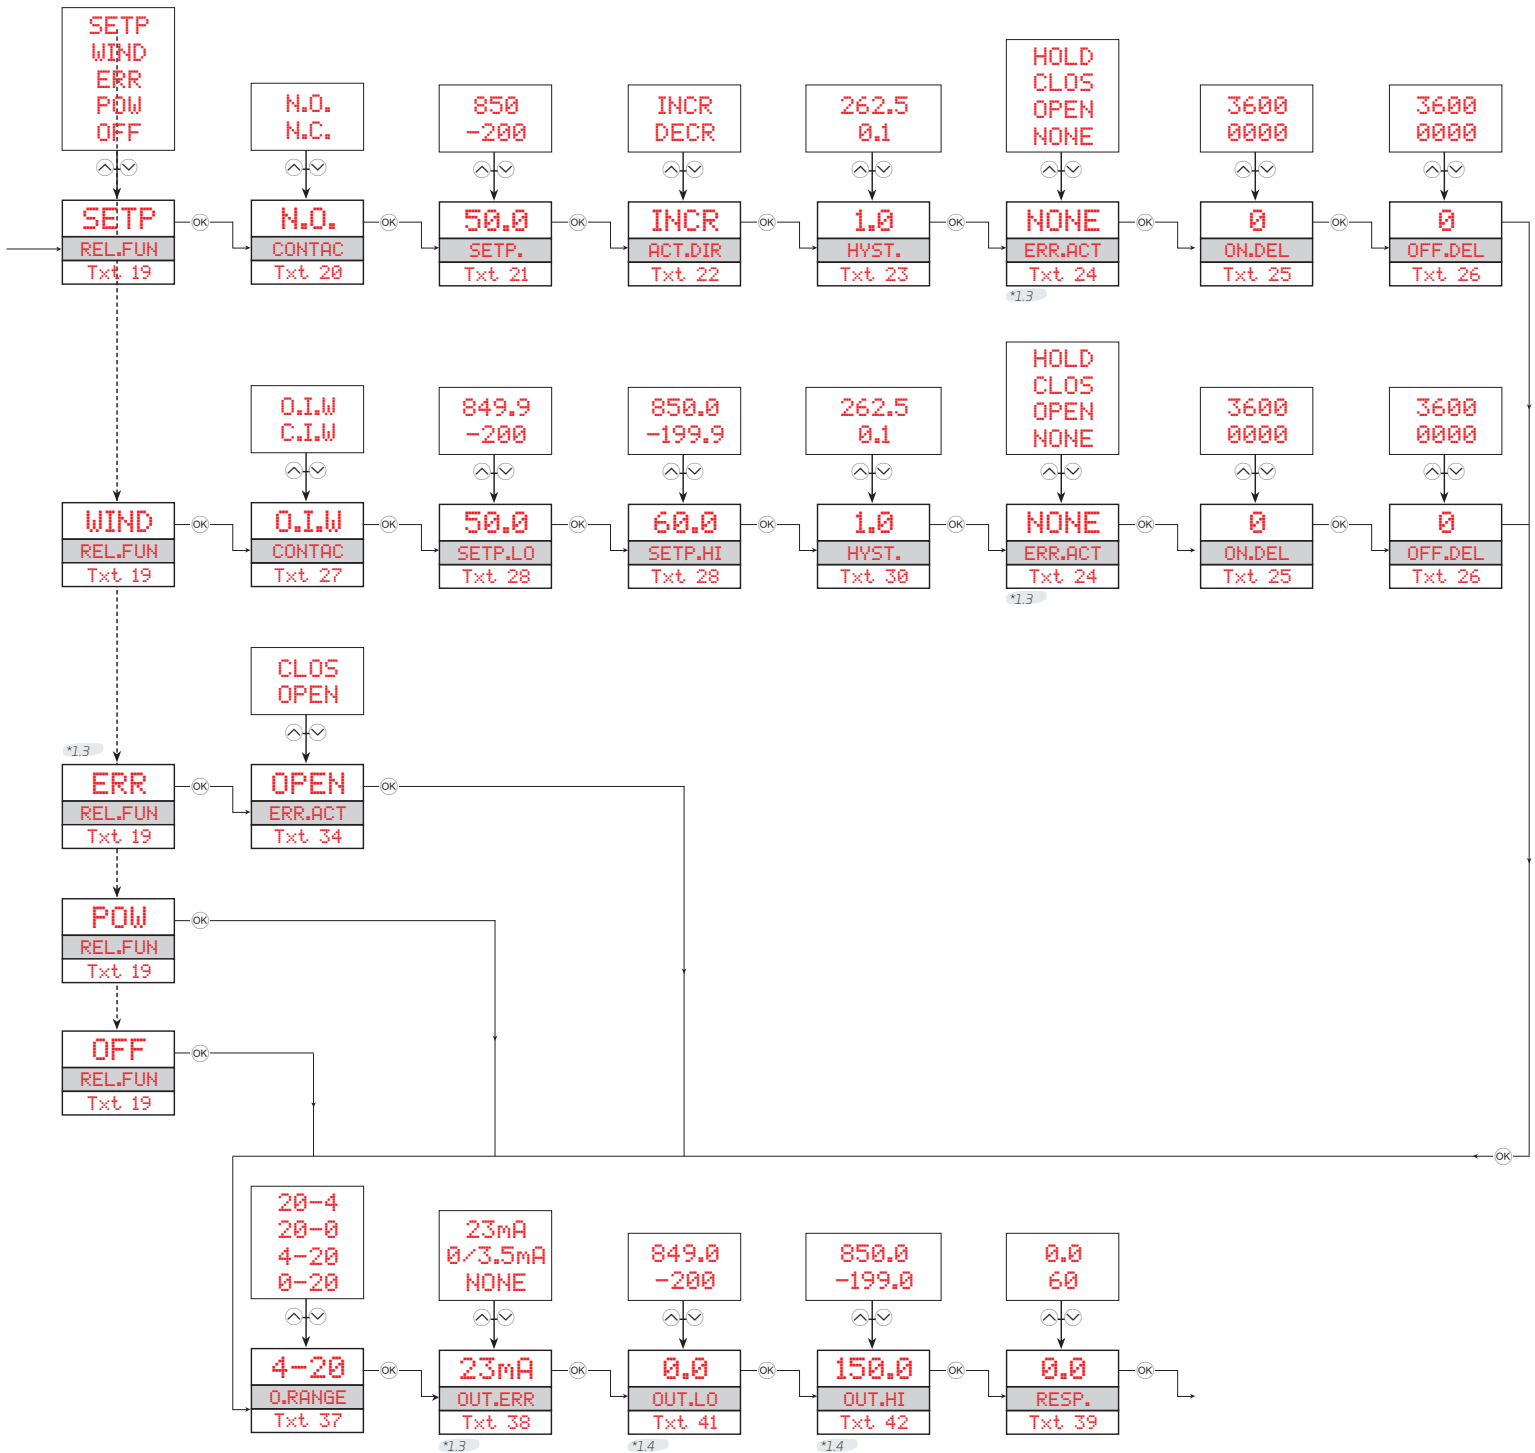 SETP
WIND
ERR
POW
OFF
N.O.
N.C.
850
-200
INCR
DECR
262.5
0.1
HOLD
CLOS
OPEN
NONE
3600
0000
3600
0000
SETP
REL.FUN
Txt 19
OK
N.O.
CONTAC
Txt 20
OK
50.0
SETP.
Txt 21
OK
INCR
ACT.DIR
Txt 22
OK
1.0
HYST.
Txt 23
OK
NONE
ERR.ACT
Txt 24
*1.3
OK
0
ON.DEL
Txt 25
OK
0
OFF.DEL
Txt 26
O.I.W
C.I.W
849.9
-200
850.0
-199.9
262.5
0.1
HOLD
CLOS
OPEN
NONE
3600
0000
3600
0000
WIND
REL.FUN
Txt 19
OK
O.I.W
CONTAC
Txt 27
OK
50.0
SETP.LO
Txt 28
OK
60.0
SETP.HI
Txt 28
OK
1.0
HYST.
Txt 30
OK
NONE
ERR.ACT
Txt 24
*1.3
OK
0
ON.DEL
Txt 25
OK
0
OFF.DEL
Txt 26
CLOS
OPEN
*1.3
ERR
REL.FUN
Txt 19
OK
OPEN
ERR.ACT
Txt 34
OK
POW
REL.FUN
Txt 19
OK
OFF
REL.FUN
Txt 19
OK
OK
20-4
20-0
4-20
0-20
23mA
0/3.5mA
NONE
849.0
-200
850.0
-199.0
0.0
60
4-20
O.RANGE
Txt 37
OK
23mA
OUT.ERR
Txt 38
*1.3
OK
0.0
OUT.LO
Txt 41
*1.4
OK
150.0
OUT.HI
Txt 42
*1.4
OK
0.0
RESP.
Txt 39
OK